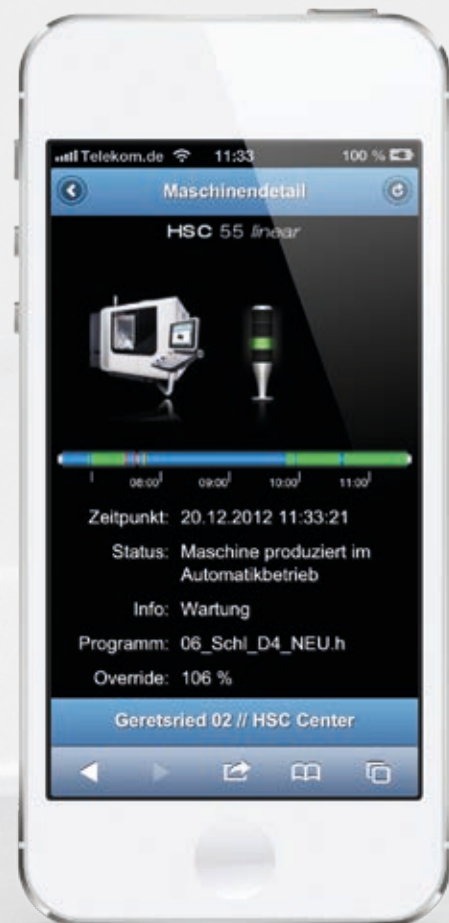 Telekom.de 11:33 100 %
Maschinendetail
HSC 55 linear
08:00 09:00 10:00 11:00
Zeitpunkt: 20.12.2012 11:33:21
Status: Maschine produziert im
Automatikbetrieb
Info: Wartung
Programm: 06_Schl_D4_NEU.h
Override: 106 %
Geretsried 02 // HSC Center